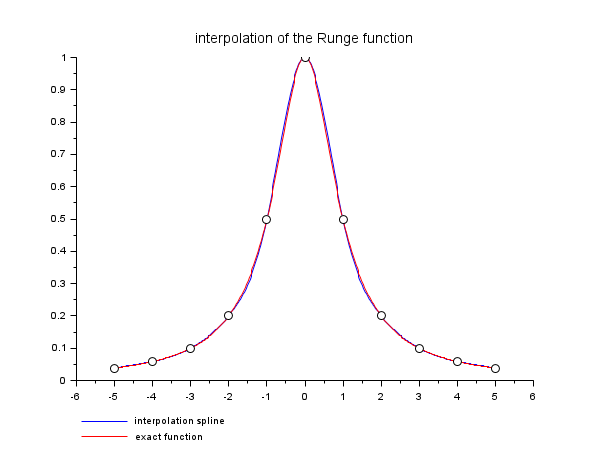 interpolation of the Runge function
1
0.9
0.8
0.7
0.6
0.5
0.4
0.3
0.2
0.1
0
-6 -5 -4 -3 -2 -1 0 1 2 3 4 5 6
interpolation spline
exact function